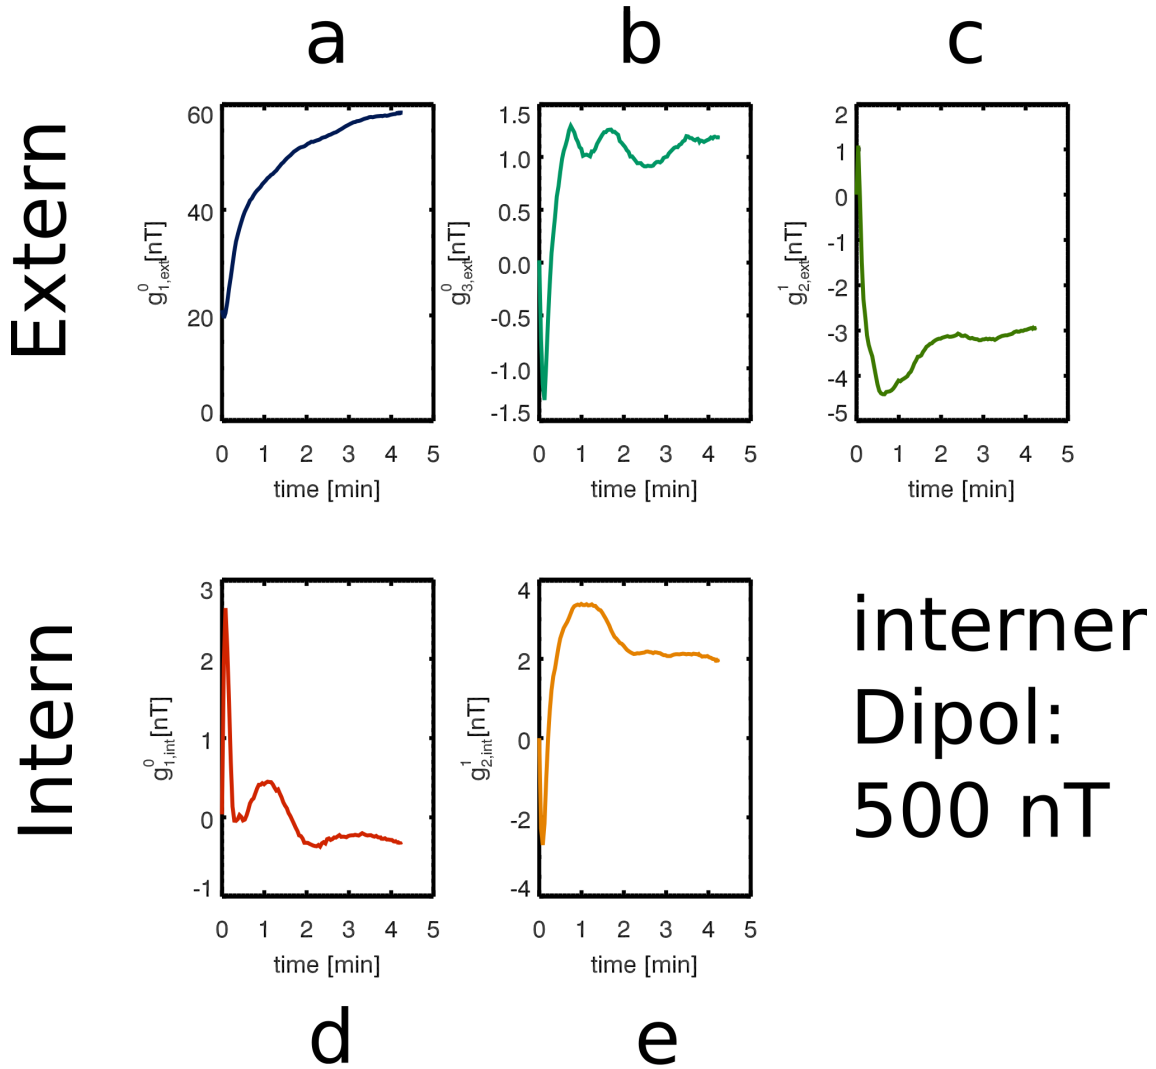 a b c
Extern
60
40
20
0
g⁰1,ext[nT]
0 1 2 3 4 5
time [min]
1.5
1.0
0.5
0.0
-0.5
-1.0
-1.5
g⁰3,ext[nT]
0 1 2 3 4 5
time [min]
2
1
0
-1
-2
-3
-4
-5
g¹2,ext[nT]
0 1 2 3 4 5
time [min]
Intern
3
2
1
0
-1
g⁰1,int[nT]
0 1 2 3 4 5
time [min]
4
2
0
-2
-4
g¹2,int[nT]
0 1 2 3 4 5
time [min]
interner
Dipol:
500 nT
d e